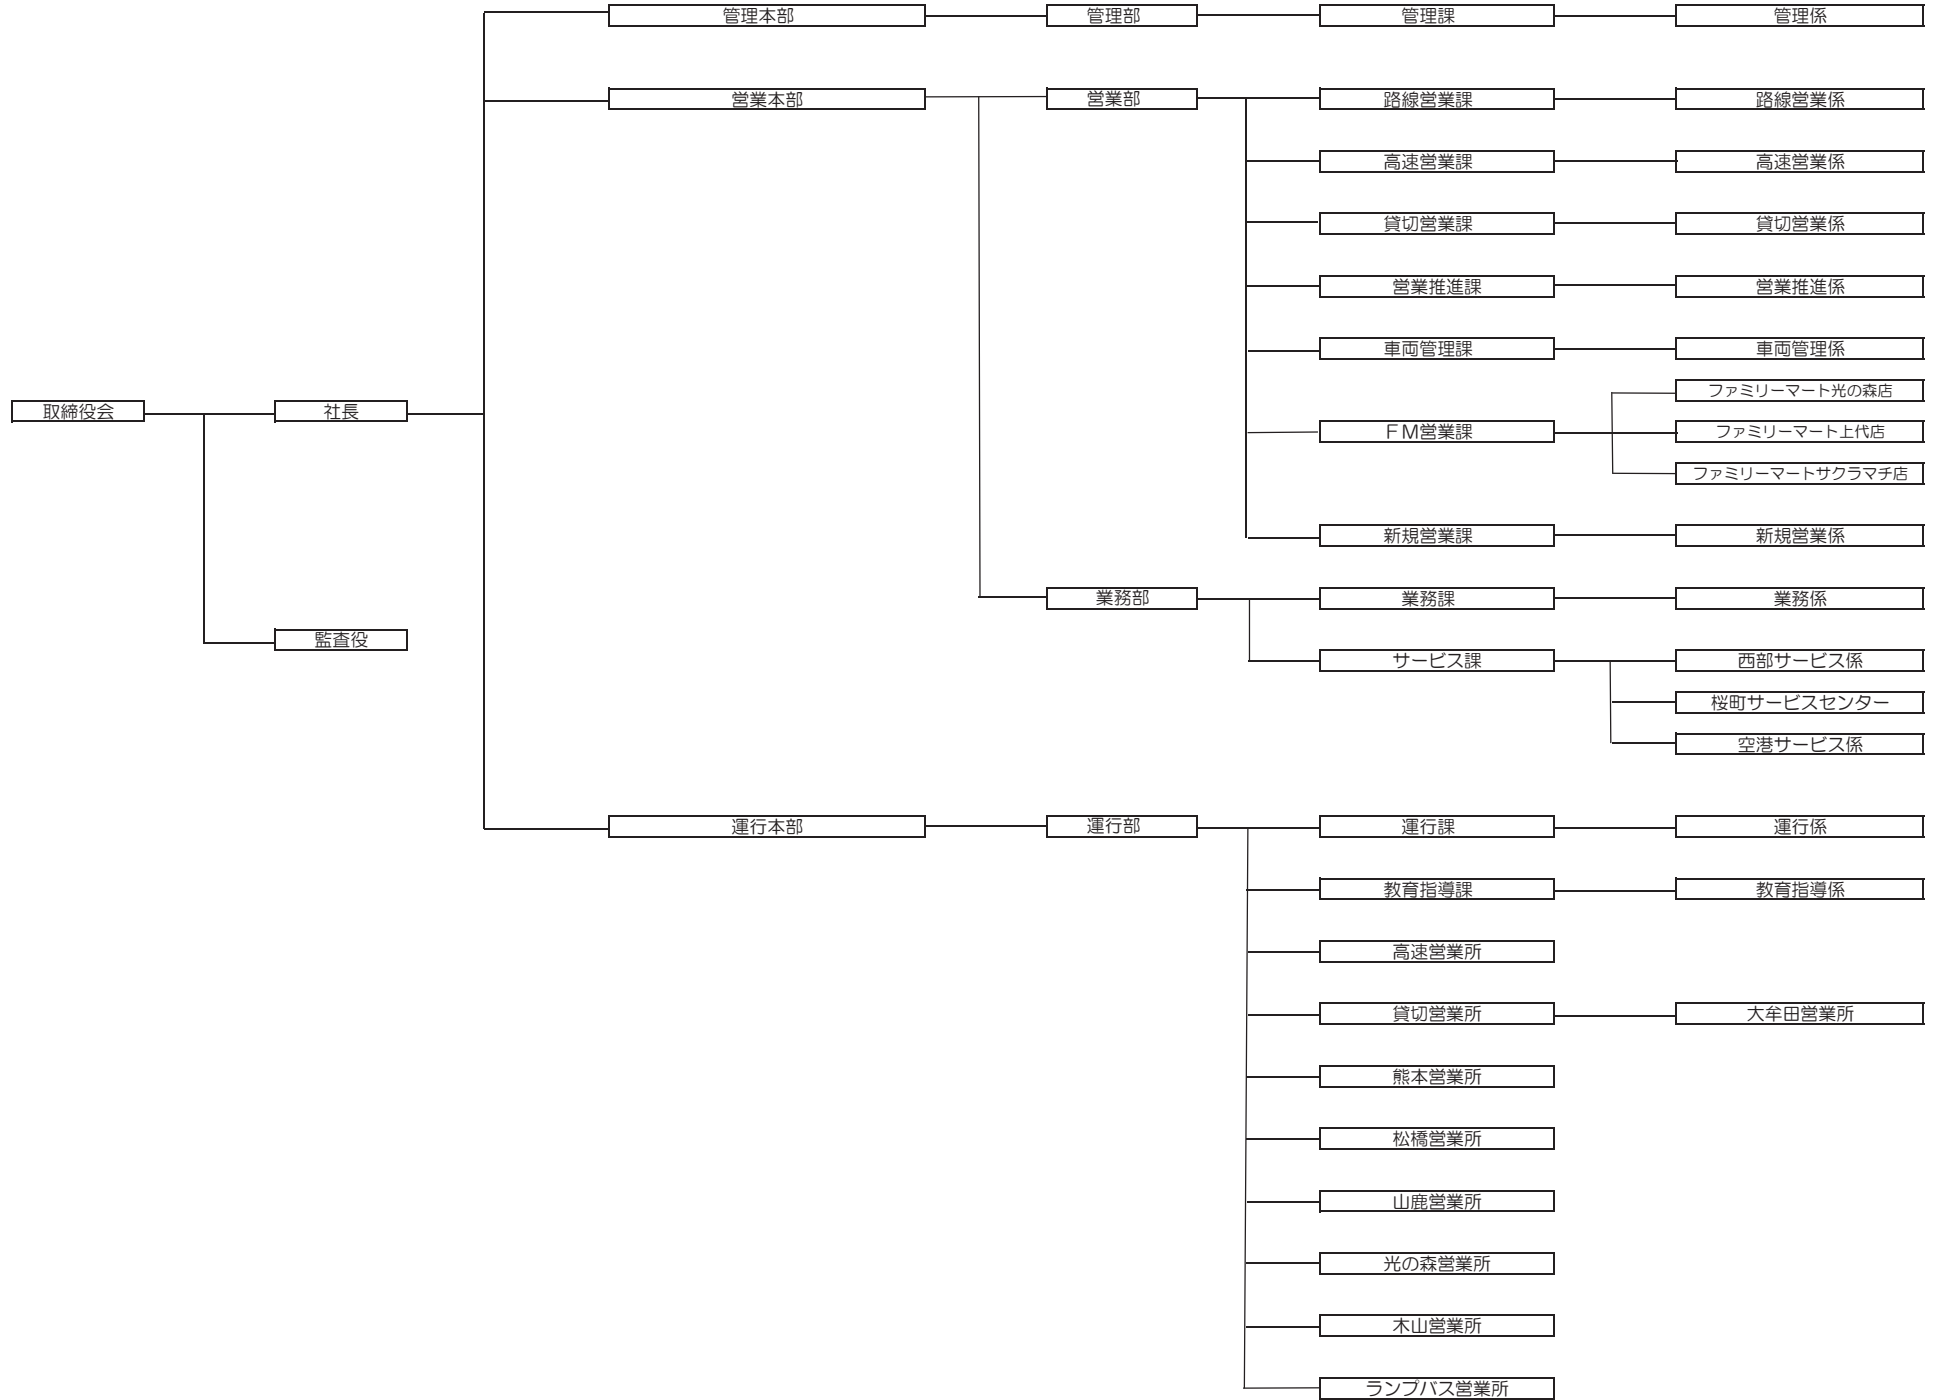 管理本部
管理部
管理課
管理係
営業本部
営業部
路線営業課
路線営業係
高速営業課
高速営業係
貸切営業課
貸切営業係
営業推進課
営業推進係
車両管理課
車両管理係
ファミリーマート光の森店
取締役会
社長
ＦＭ営業課
ファミリーマート上代店
ファミリーマートサクラマチ店
新規営業課
新規営業係
業務部
業務課
業務係
監査役
サービス課
西部サービス係
桜町サービスセンター
空港サービス係
運行本部
運行部
運行課
運行係
教育指導課
教育指導係
高速営業所
貸切営業所
大牟田営業所
熊本営業所
松橋営業所
山鹿営業所
光の森営業所
木山営業所
ランプバス営業所